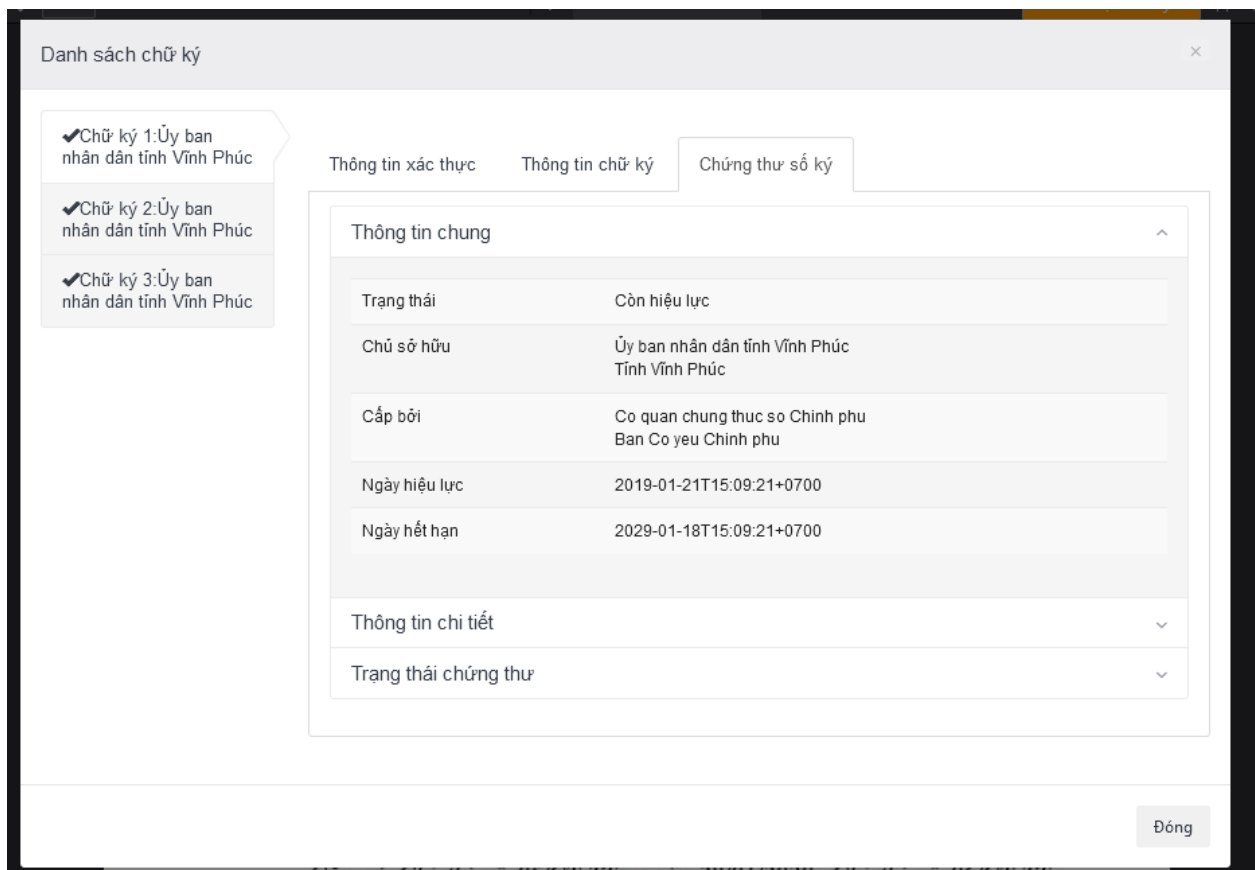 Danh sách chữ ký
×
✔Chữ ký 1:Ủy ban
nhân dân tỉnh Vĩnh Phúc
✔Chữ ký 2:Ủy ban
nhân dân tỉnh Vĩnh Phúc
✔Chữ ký 3:Ủy ban
nhân dân tỉnh Vĩnh Phúc
Thông tin xác thực Thông tin chữ ký Chứng thư số ký
Thông tin chung
Trạng thái Còn hiệu lực
Chủ sở hữu Ủy ban nhân dân tỉnh Vĩnh Phúc
Tỉnh Vĩnh Phúc
Cấp bởi Co quan chung thuc so Chinh phu
Ban Co yeu Chinh phu
Ngày hiệu lực 2019-01-21T15:09:21+0700
Ngày hết hạn 2029-01-18T15:09:21+0700
Thông tin chi tiết
Trạng thái chứng thư
Đóng